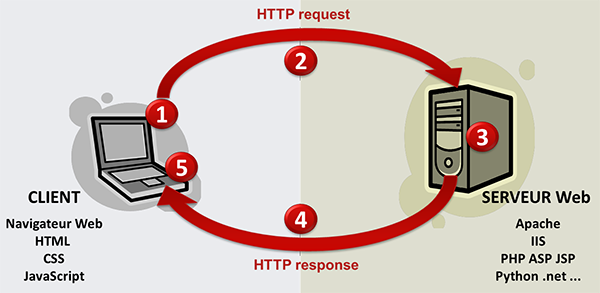 HTTP request
2
1
3
5
CLIENT
Navigateur Web
HTML
CSS
JavaScript
4
HTTP response
SERVEUR Web
Apache
IIS
PHP ASP JSP
Python .net ...